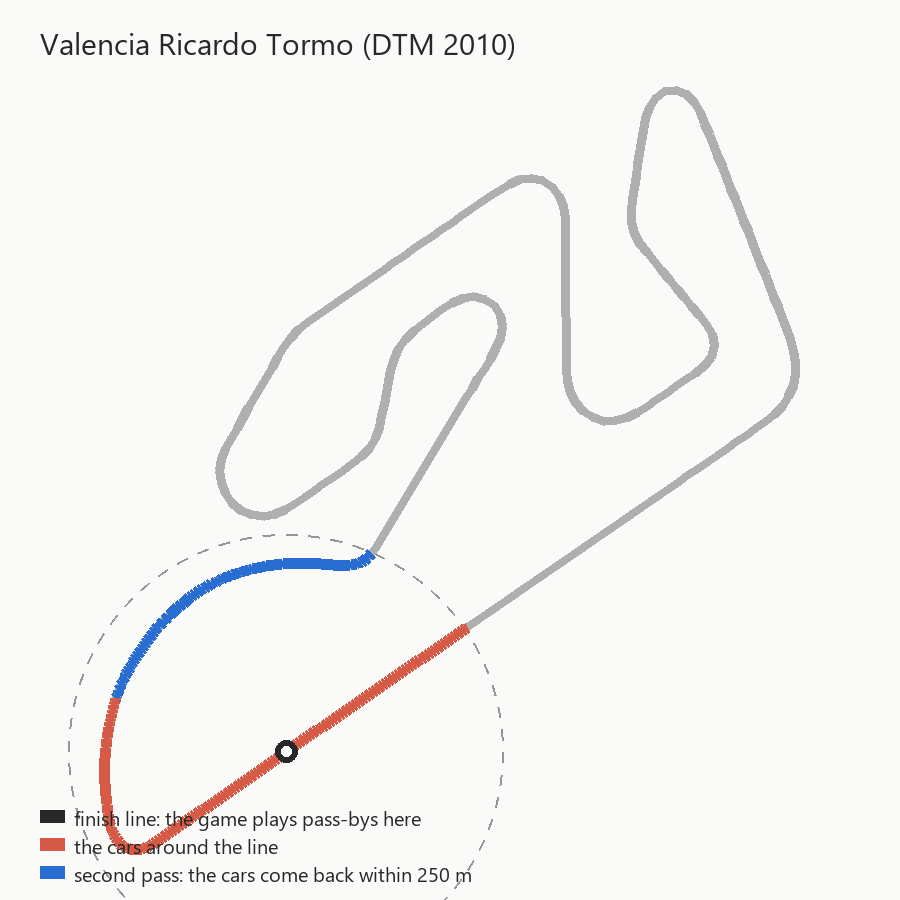 Valencia Ricardo Tormo (DTM 2010)
finish line: the game plays pass-bys here
the cars around the line
second pass: the cars come back within 250 m